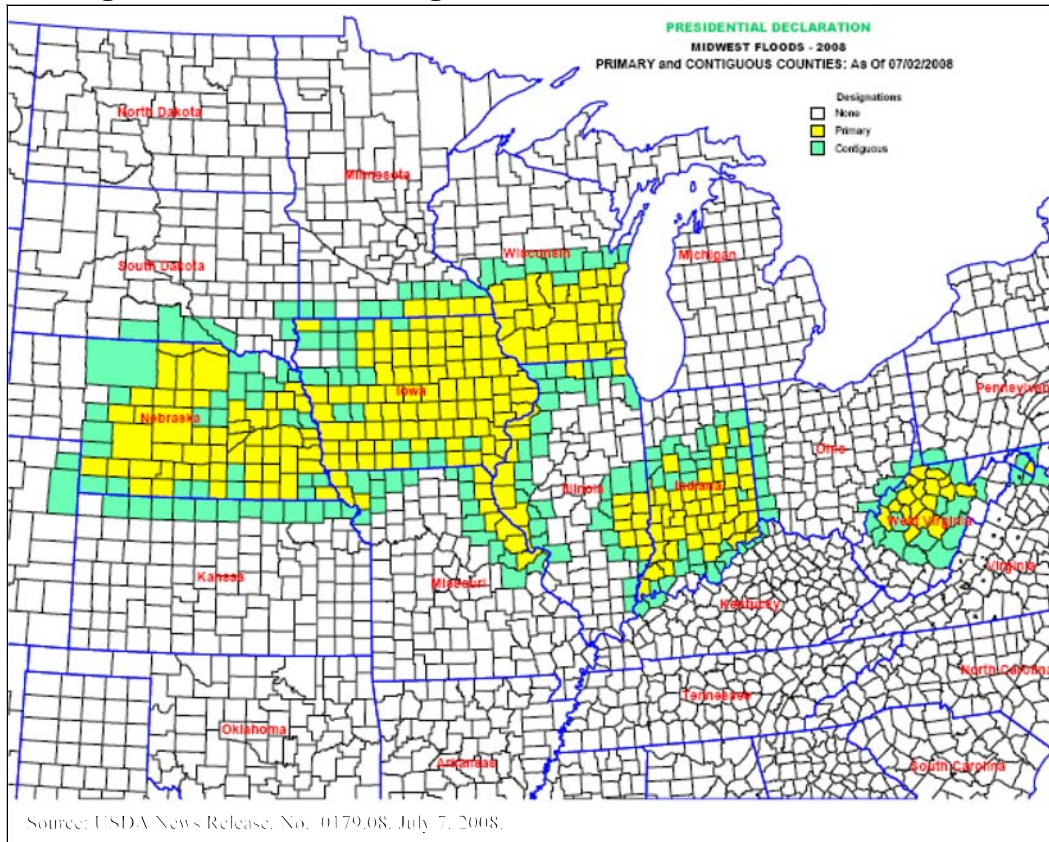 PRESIDENTIAL DECLARATION
MIDWEST FLOODS - 2008
PRIMARY and CONTIGUOUS COUNTIES: As Of 07/02/2008
Designations
None
Primary
Contiguous
North Dakota
Minnesota
South Dakota
Wisconsin
Michigan
Nebraska
Iowa
Pennsylvan
Ohio
Illinois
Indiana
West Virginia
Virginia
Kansas
Missouri
Kentucky
North Carolina
Tennessee
Oklahoma
Arkansas
South Carolina
Source: USDA News Release, No. 0179.08, July 7, 2008.